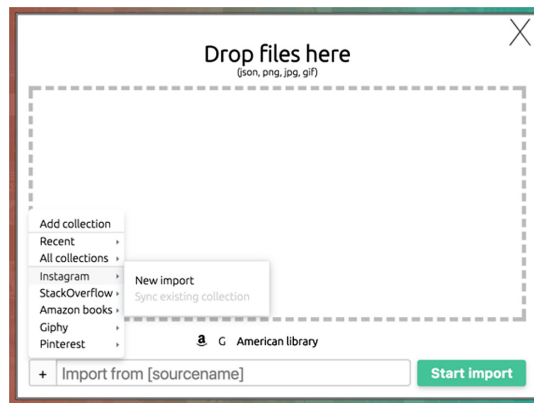 X
Drop files here
(json, png, jpg, gif)
Add collection
Recent
All collections
Instagram
StackOverflow
Amazon books
Giphy
Pinterest
New import
Sync existing collection
a G American library
+ Import from [sourcename]
Start import